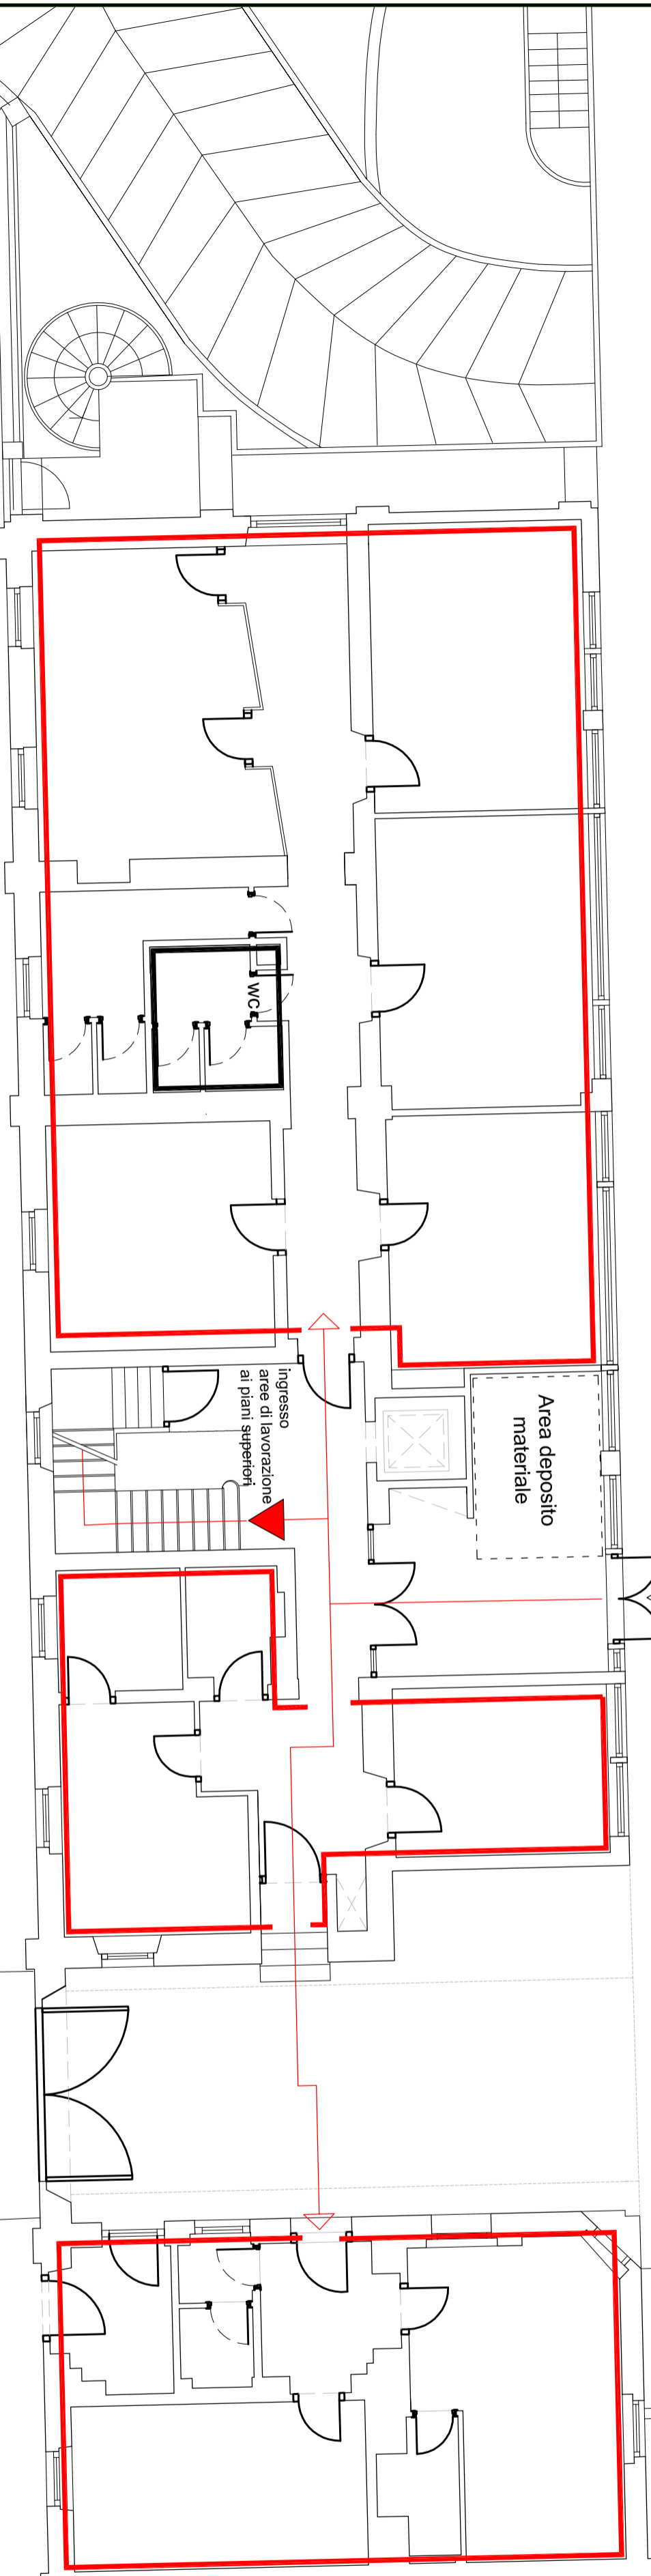 WC
ingresso
aree di lavorazione
ai piani superiori
Area deposito
materiale